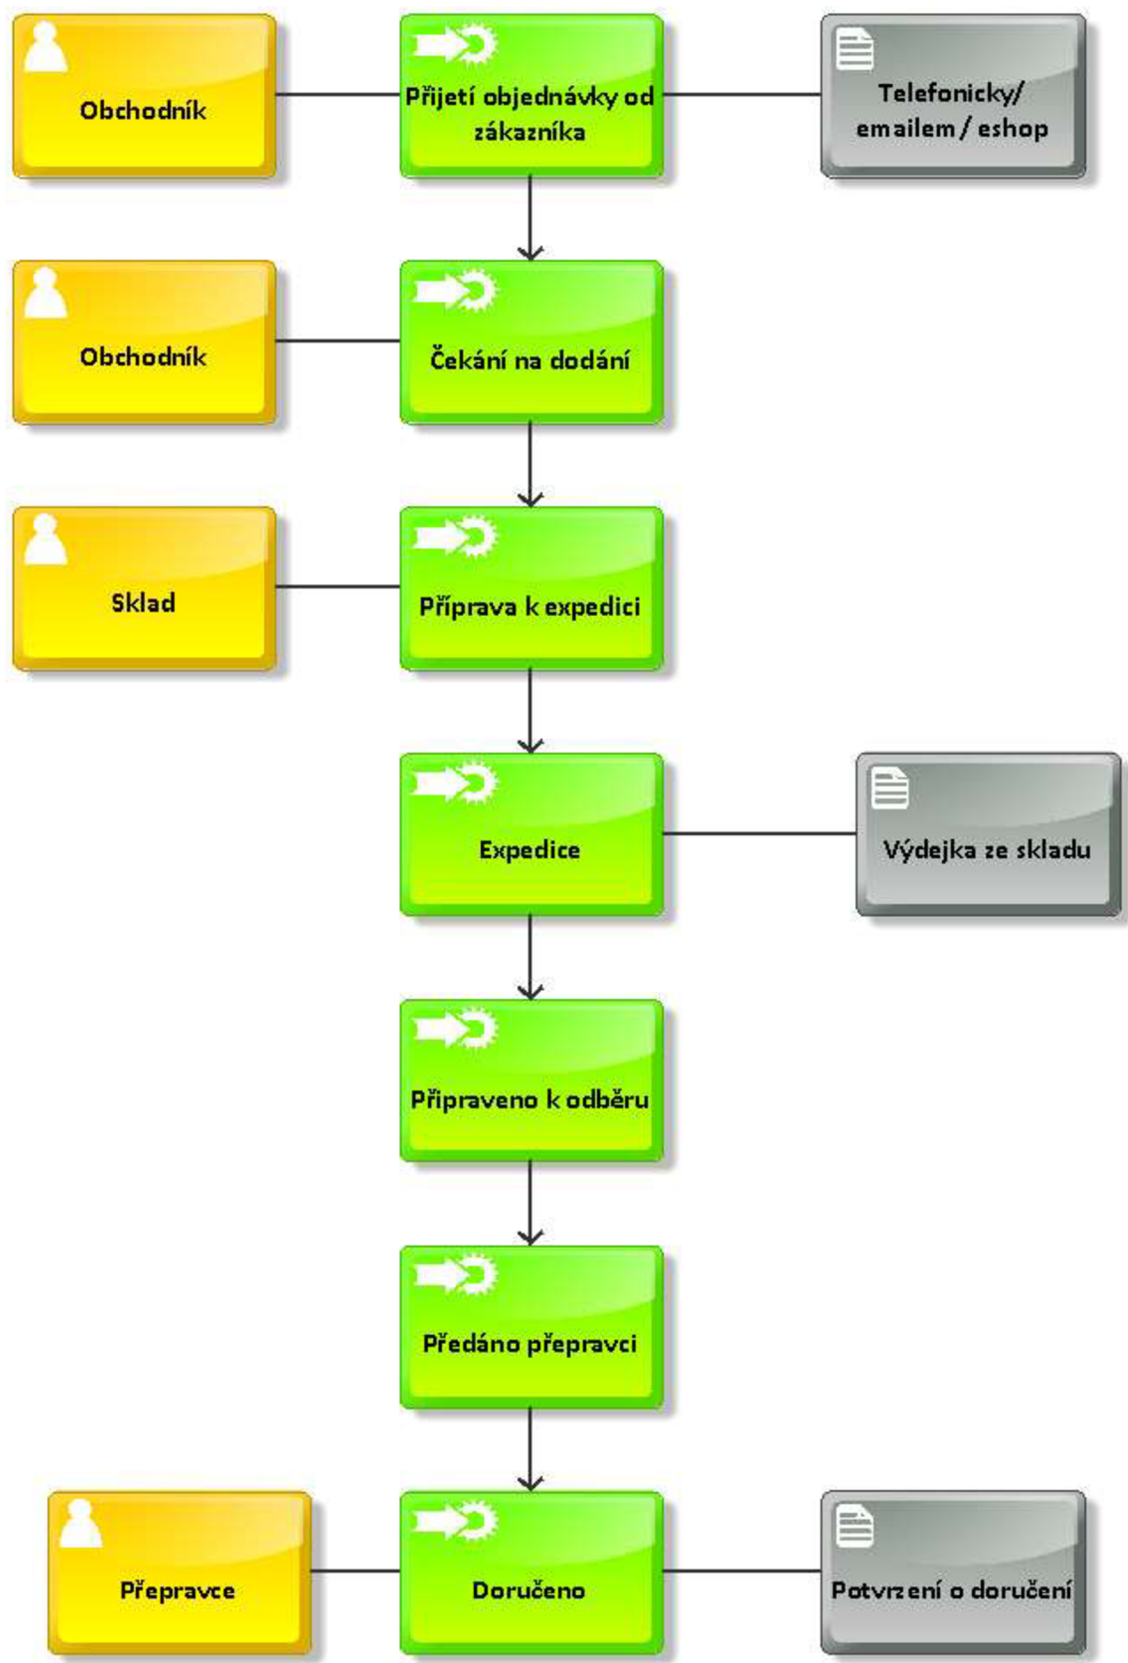 Obchodník
Přijetí objednávky od
zákazníka
Telefonicky/
emailem / eshop
Obchodník
Čekání na dodání
Sklad
Příprava k expedici
Expedice
Výdejka ze skladu
Připraveno k odběru
Předáno přepravci
Přepravce
Doručeno
Potvrzení o doručení